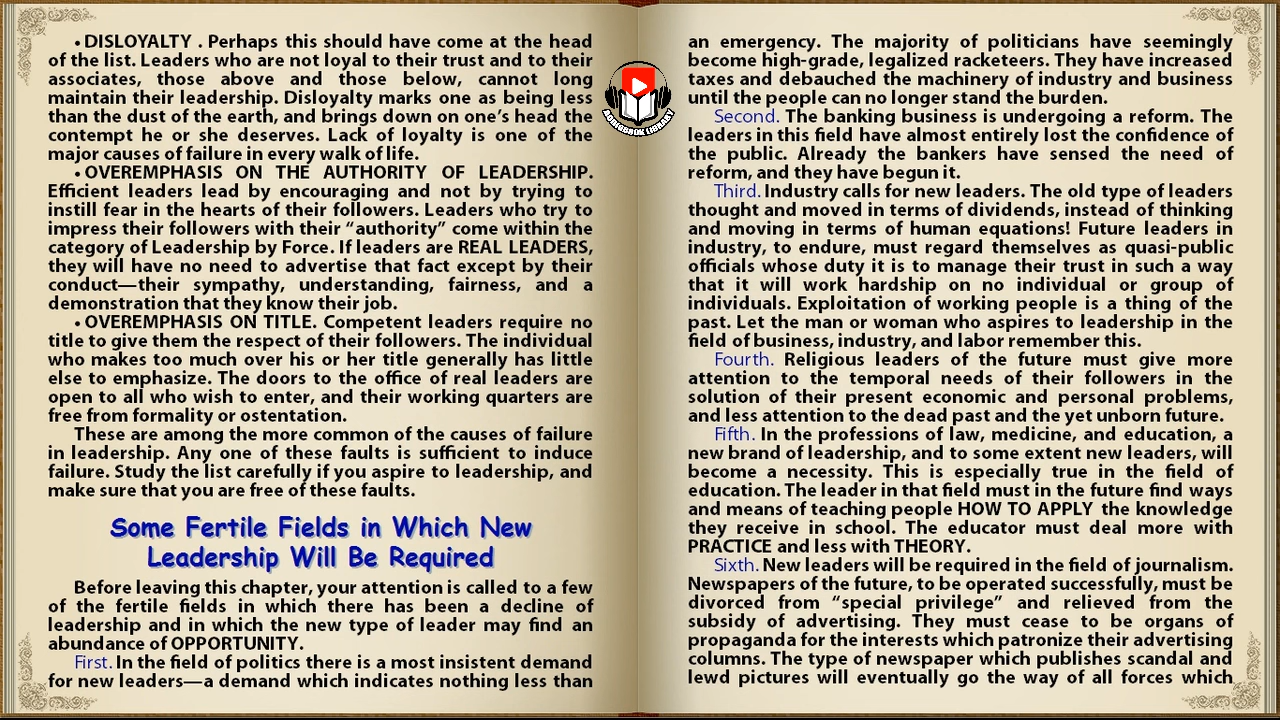 • DISLOYALTY . Perhaps this should have come at the head
of the list. Leaders who are not loyal to their trust and to their
associates, those above and those below, cannot long
maintain their leadership. Disloyalty marks one as being less
than the dust of the earth, and brings down on one's head the
contempt he or she deserves. Lack of loyalty is one of the
major causes of failure in every walk of life.
• OVEREMPHASIS ON THE AUTHORITY OF LEADERSHIP.
Efficient leaders lead by encouraging and not by trying to
instill fear in the hearts of their followers. Leaders who try to
impress their followers with their “authority” come within the
category of Leadership by Force. If leaders are REAL LEADERS,
they will have no need to advertise that fact except by their
conduct—their sympathy, understanding, fairness, and a
demonstration that they know their job.
• OVEREMPHASIS ON TITLE. Competent leaders require no
title to give them the respect of their followers. The individual
who makes too much over his or her title generally has little
else to emphasize. The doors to the office of real leaders are
open to all who wish to enter, and their working quarters are
free from formality or ostentation.
These are among the more common of the causes of failure
in leadership. Any one of these faults is sufficient to induce
failure. Study the list carefully if you aspire to leadership, and
make sure that you are free of these faults.
Some Fertile Fields in Which New
Leadership Will Be Required
Before leaving this chapter, your attention is called to a few
of the fertile fields in which there has been a decline of
leadership and in which the new type of leader may find an
abundance of OPPORTUNITY.
First. In the field of politics there is a most insistent demand
for new leaders—a demand which indicates nothing less than
AUDIOBOOK LIBRARY
an emergency. The majority of politicians have seemingly
become high-grade, legalized racketeers. They have increased
taxes and debauched the machinery of industry and business
until the people can no longer stand the burden.
Second. The banking business is undergoing a reform. The
leaders in this field have almost entirely lost the confidence of
the public. Already the bankers have sensed the need of
reform, and they have begun it.
Third. Industry calls for new leaders. The old type of leaders
thought and moved in terms of dividends, instead of thinking
and moving in terms of human equations! Future leaders in
industry, to endure, must regard themselves as quasi-public
officials whose duty it is to manage their trust in such a way
that it will work hardship on no individual or group of
individuals. Exploitation of working people is a thing of the
past. Let the man or woman who aspires to leadership in the
field of business, industry, and labor remember this.
Fourth. Religious leaders of the future must give more
attention to the temporal needs of their followers in the
solution of their present economic and personal problems,
and less attention to the dead past and the yet unborn future.
Fifth. In the professions of law, medicine, and education, a
new brand of leadership, and to some extent new leaders, will
become a necessity. This is especially true in the field of
education. The leader in that field must in the future find ways
and means of teaching people HOW TO APPLY the knowledge
they receive in school. The educator must deal more with
PRACTICE and less with THEORY.
Sixth. New leaders will be required in the field of journalism.
Newspapers of the future, to be operated successfully, must be
divorced from “special privilege” and relieved from the
subsidy of advertising. They must cease to be organs of
propaganda for the interests which patronize their advertising
columns. The type of newspaper which publishes scandal and
lewd pictures will eventually go the way of all forces which